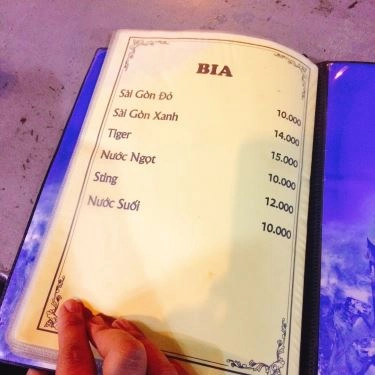 BIA
Sài Gòn Đỏ 10.000
Sài Gòn Xanh 14.000
Tiger 15.000
Nước Ngọt 10.000
Sting 12.000
Nước Suối 10.000